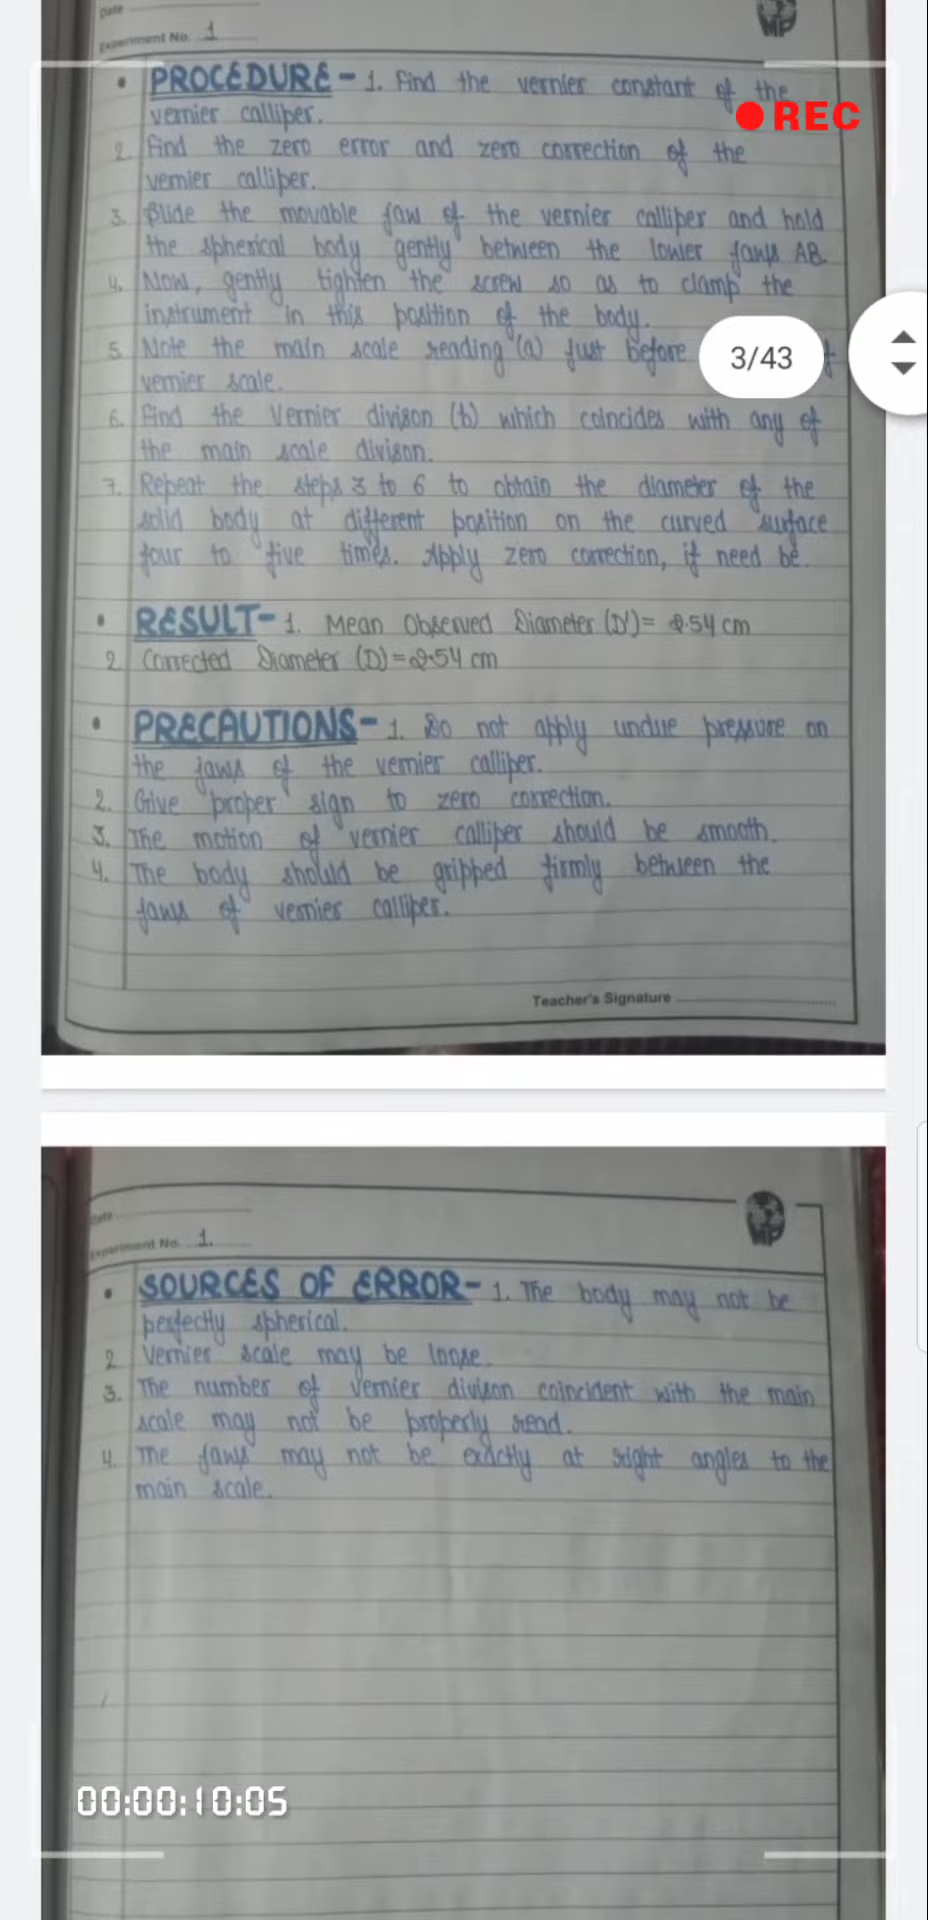 Date
Experiment No. 1
• PROCEDURE - 1. Find the vernier constant of the
REC
vernier calliper.
2. Find the zero error and zero correction of the
vernier calliper.
3. Slide the movable jaw of the vernier calliper and hold
the spherical body gently between the lower jaws AB.
4. Now, gently tighten the screw so as to clamp the
instrument in this position of the body.
5. Note the main scale reading (a) just before
3/43
vernier scale.
6. Find the Vernier divison (b) which coincides with any of
the main scale divison.
7. Repeat the steps 3 to 6 to obtain the diameter of the
solid body at different position on the curved surface
four to five times. Apply zero correction, if need be.
• RESULT - 1. Mean Observed Diameter (D') = 2.54 cm
2. Corrected Diameter (D) = 2.54 cm
• PRECAUTIONS - 1. Do not apply undue pressure on
the jaws of the vernier calliper.
2. Give proper sign to zero correction.
3. The motion of vernier calliper should be smooth.
4. The body should be gripped firmly between the
jaws of vernier calliper.
Teacher's Signature
Date
Experiment No. 1.
MP
• SOURCES OF ERROR - 1. The body may not be
perfectly spherical.
2. Vernier scale may be loose.
3. The number of vernier divison coincident with the main
scale may not be properly read.
4. The jaws may not be exactly at right angles to the
main scale.
00:00:10:05